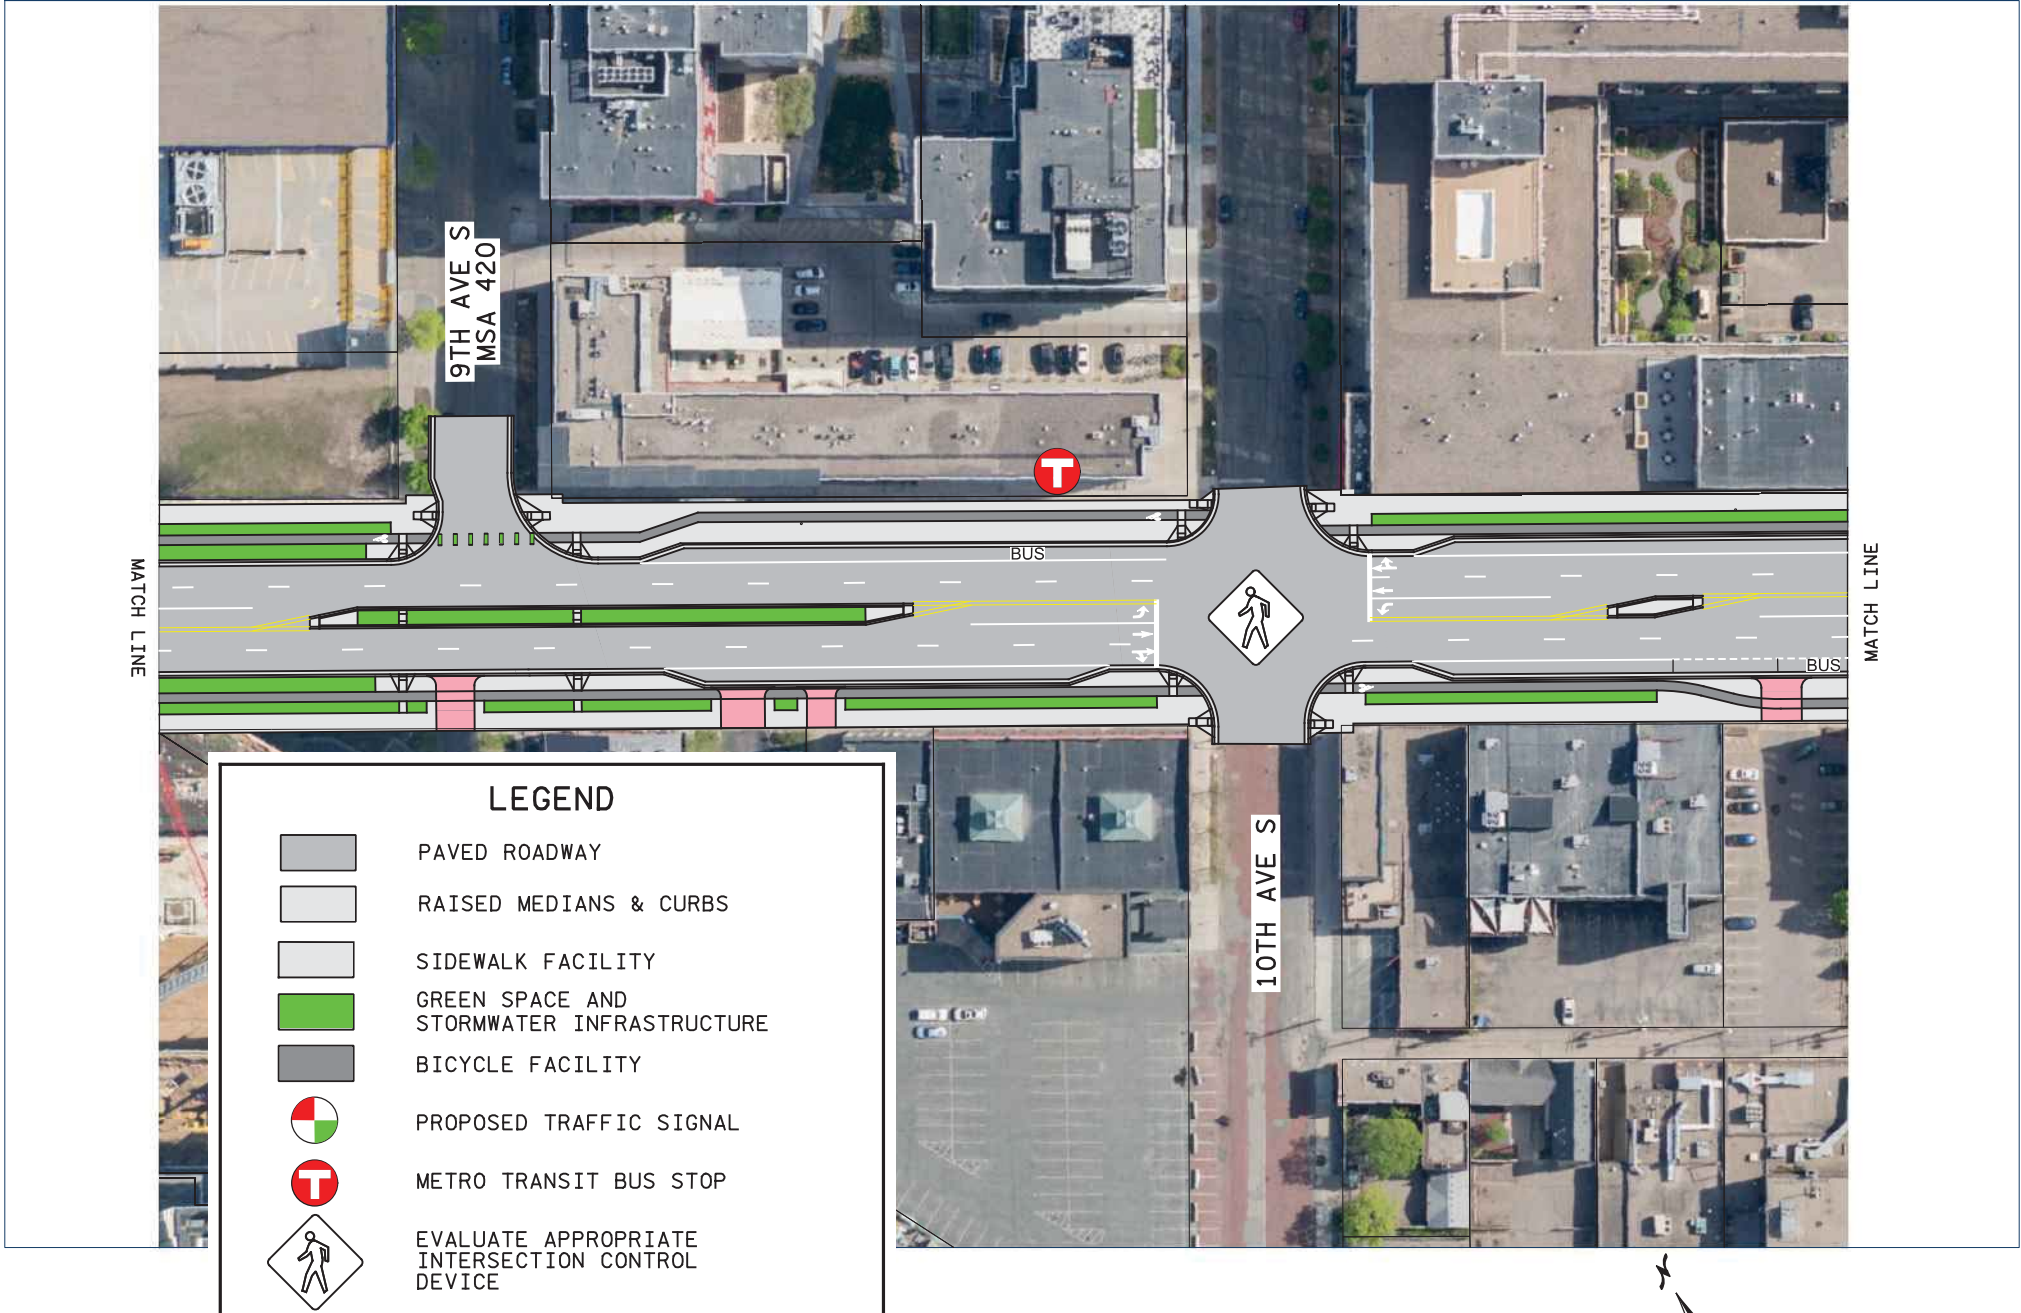 9TH AVE S
MSA 420
BUS
MATCH LINE
MATCH LINE
BUS
10TH AVE S
LEGEND
PAVED ROADWAY
RAISED MEDIANS & CURBS
SIDEWALK FACILITY
GREEN SPACE AND
STORMWATER INFRASTRUCTURE
BICYCLE FACILITY
PROPOSED TRAFFIC SIGNAL
T
METRO TRANSIT BUS STOP
EVALUATE APPROPRIATE
INTERSECTION CONTROL
DEVICE
T